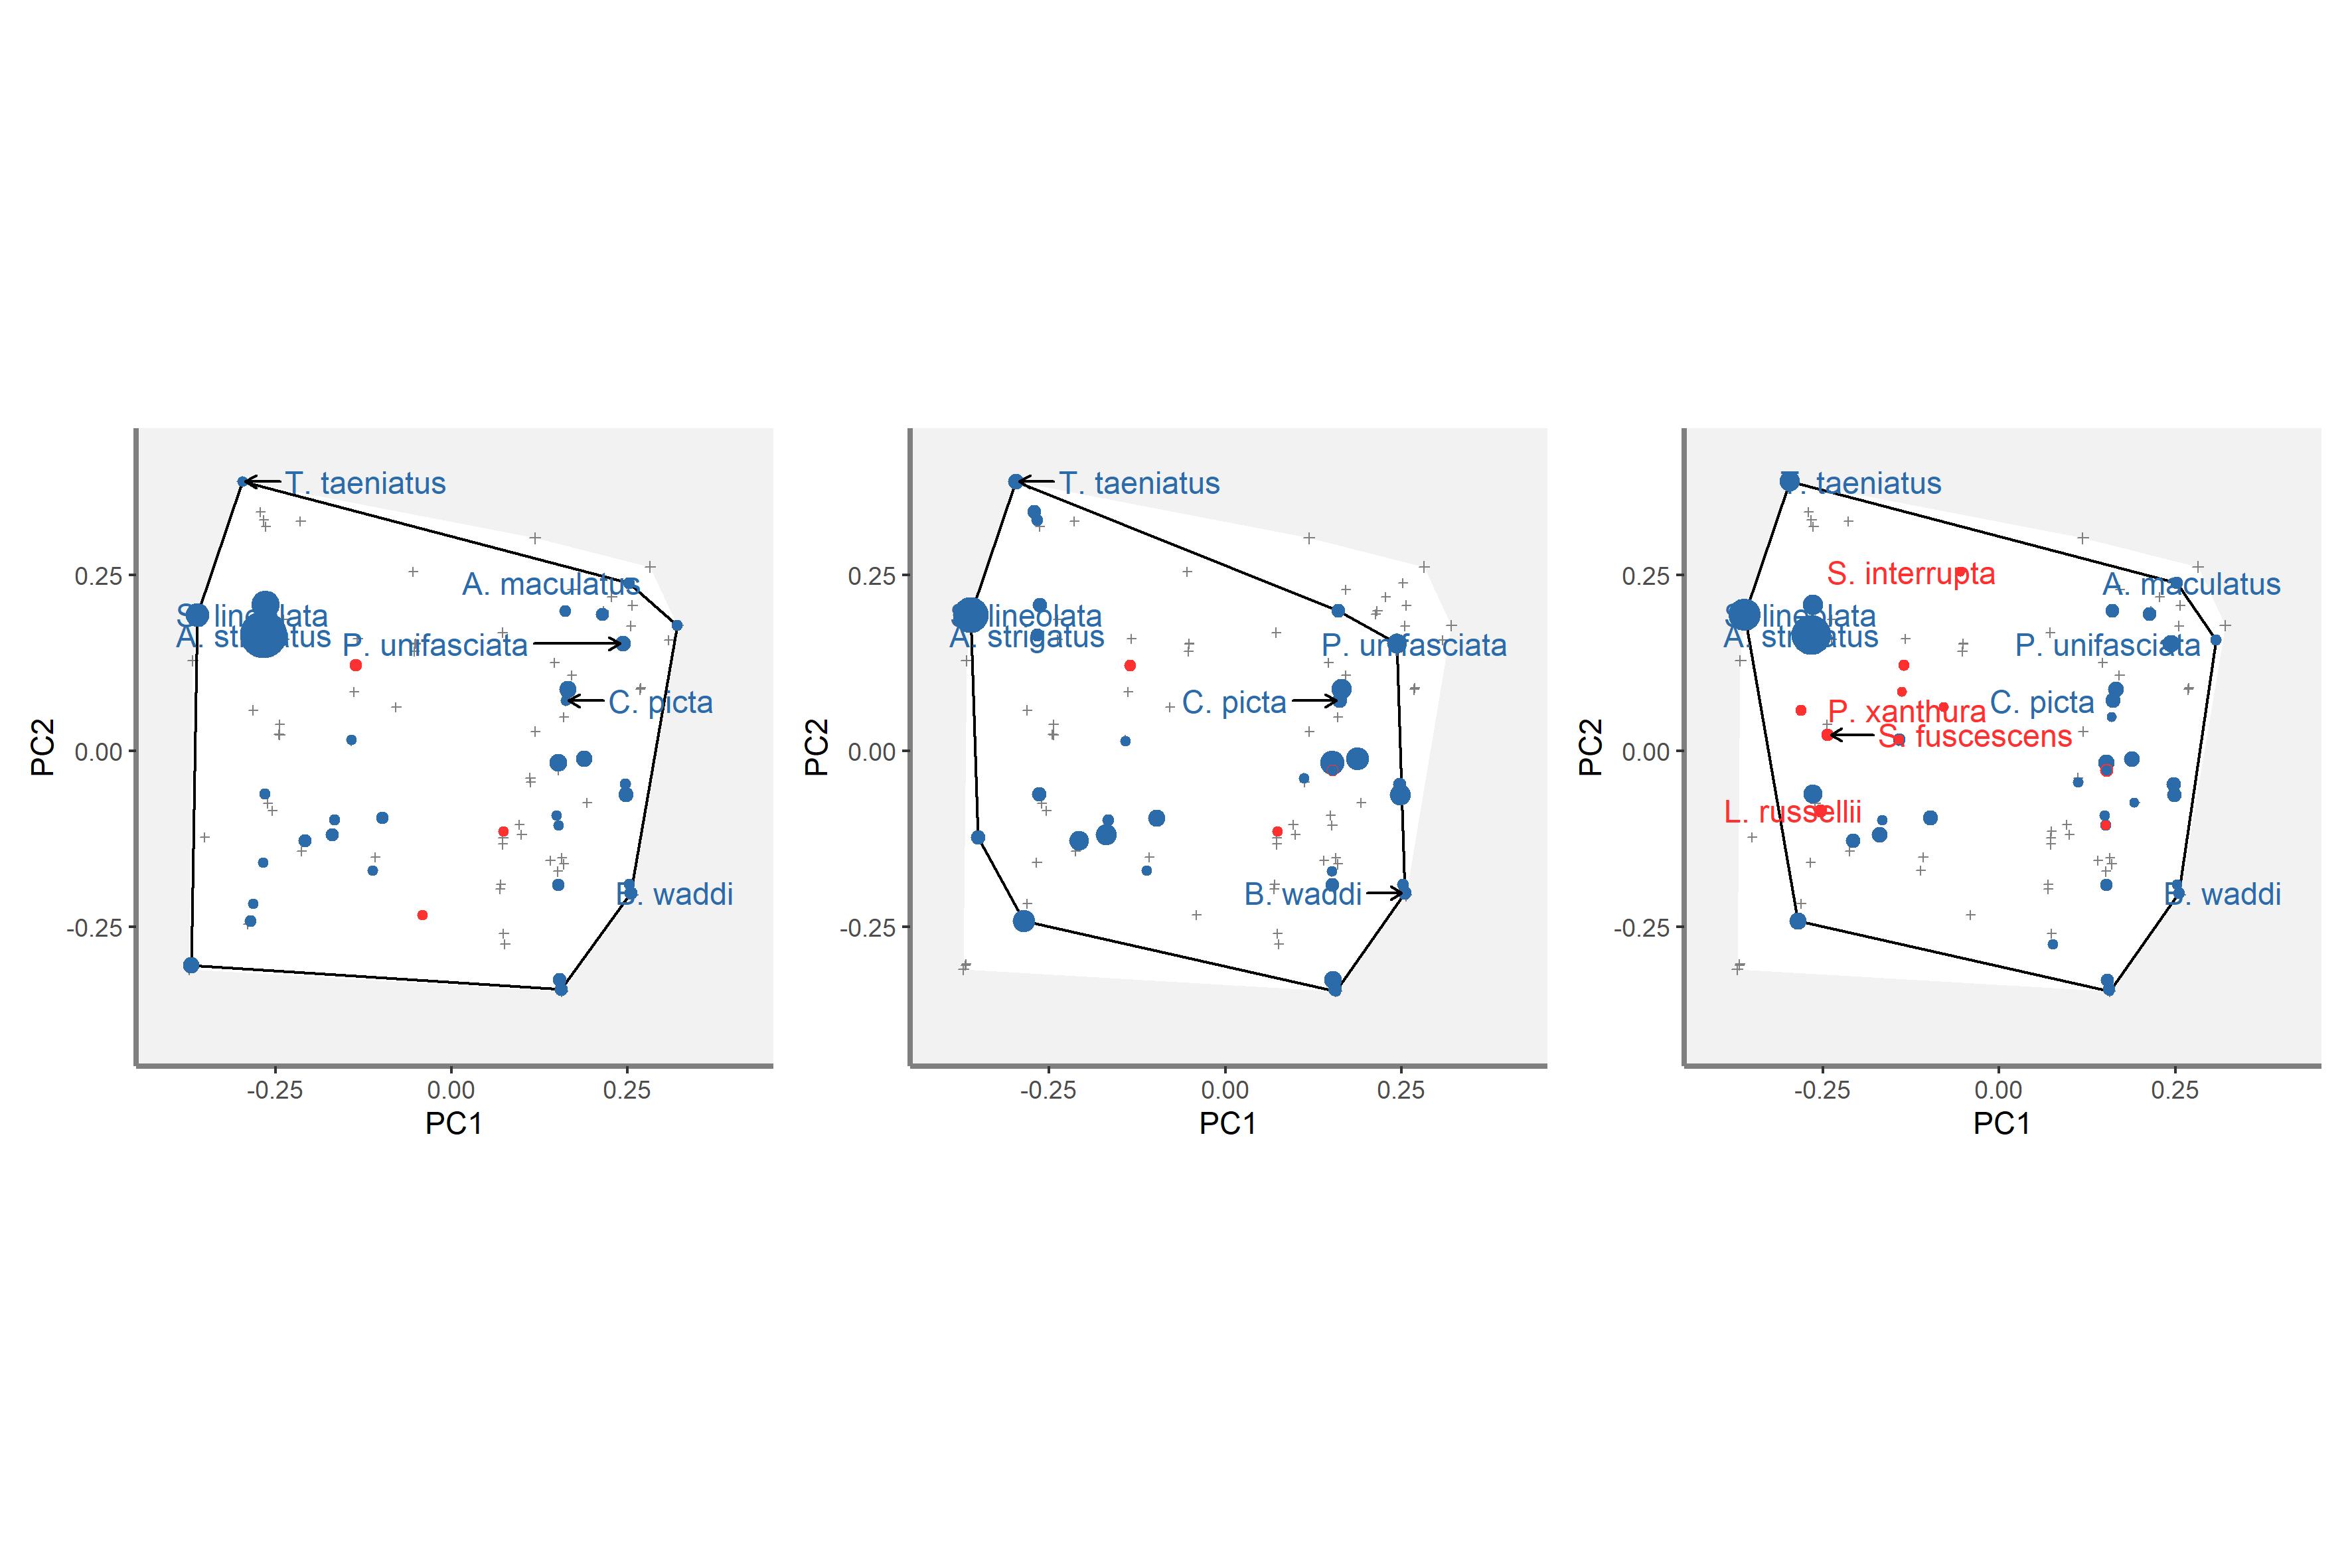 T. taeniatus
A. maculatus
S. lineolata
A. strigatus
P. unifasciata
C. picta
B. waddi
0.25
0.00
-0.25
PC2
-0.25
0.00
0.25
PC1
T. taeniatus
S. lineolata
A. strigatus
P. unifasciata
C. picta
B. waddi
0.25
0.00
-0.25
PC2
-0.25
0.00
0.25
PC1
T. taeniatus
S. interrupta
A. maculatus
S. lineolata
A. strigatus
P. unifasciata
P. xanthura
C. picta
S. fuscescens
L. russellii
B. waddi
0.25
0.00
-0.25
PC2
-0.25
0.00
0.25
PC1